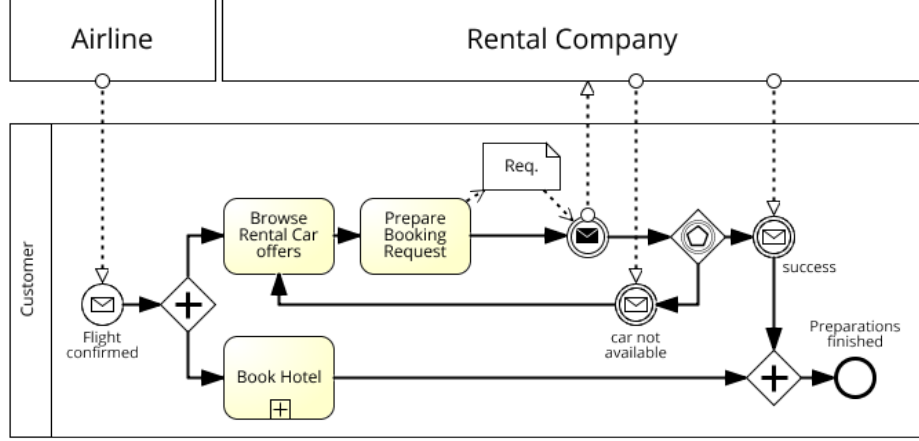 Airline
Rental Company
Req.
Browse
Rental Car
offers
Prepare
Booking
Request
Customer
success
Flight
confirmed
car not
available
Preparations
finished
Book Hotel